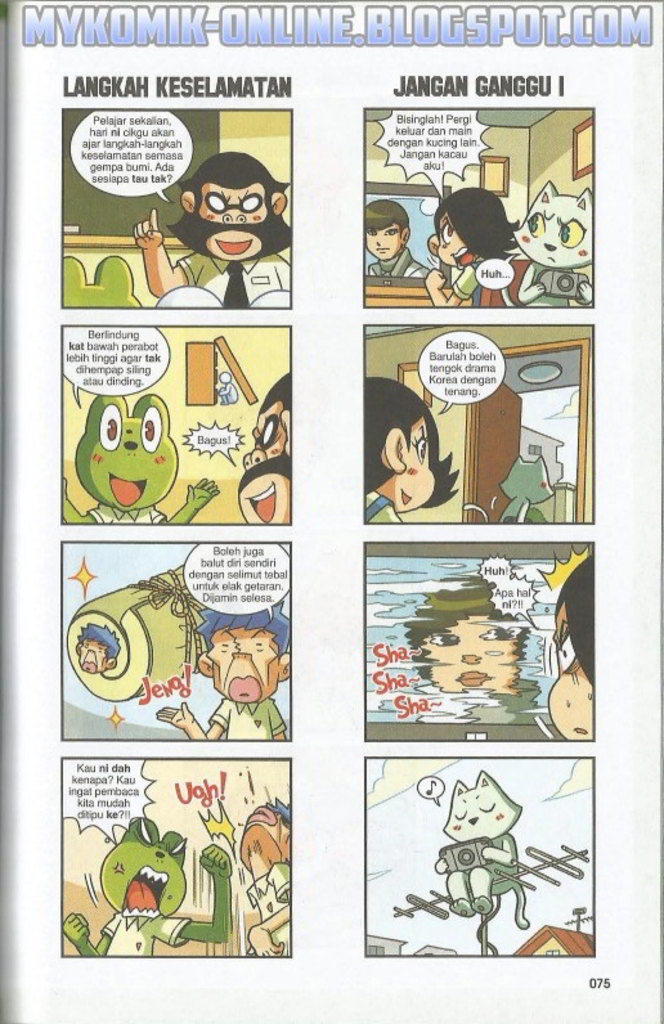 MYKOMIK-ONLINE.BLOGSPOT.COM
LANGKAH KESELAMATAN
Pelajar sekalian,
hari ni cikgu akan
ajar langkah-langkah
keselamatan semasa
gempa bumi. Ada
sesiapa tau tak?
Berlindung
kat bawah perabot
lebih tinggi agar tak
dihempap siling
atau dinding.
Bagus!
Boleh juga
balut diri sendiri
dengan selimut tebal
untuk elak getaran.
Dijamin selesa.
Jeng!
Kau ni dah
kenapa? Kau
ingat pembaca
kita mudah
ditipu ke?!!
Ugh!
JANGAN GANGGU I
Bisinglah! Pergi
keluar dan main
dengan kucing lain.
Jangan kacau
aku!
Huh...
Bagus.
Barulah boleh
tengok drama
Korea dengan
tenang.
Huh!
Apa hal
ni?!!
Sha~
Sha~
Sha~
075